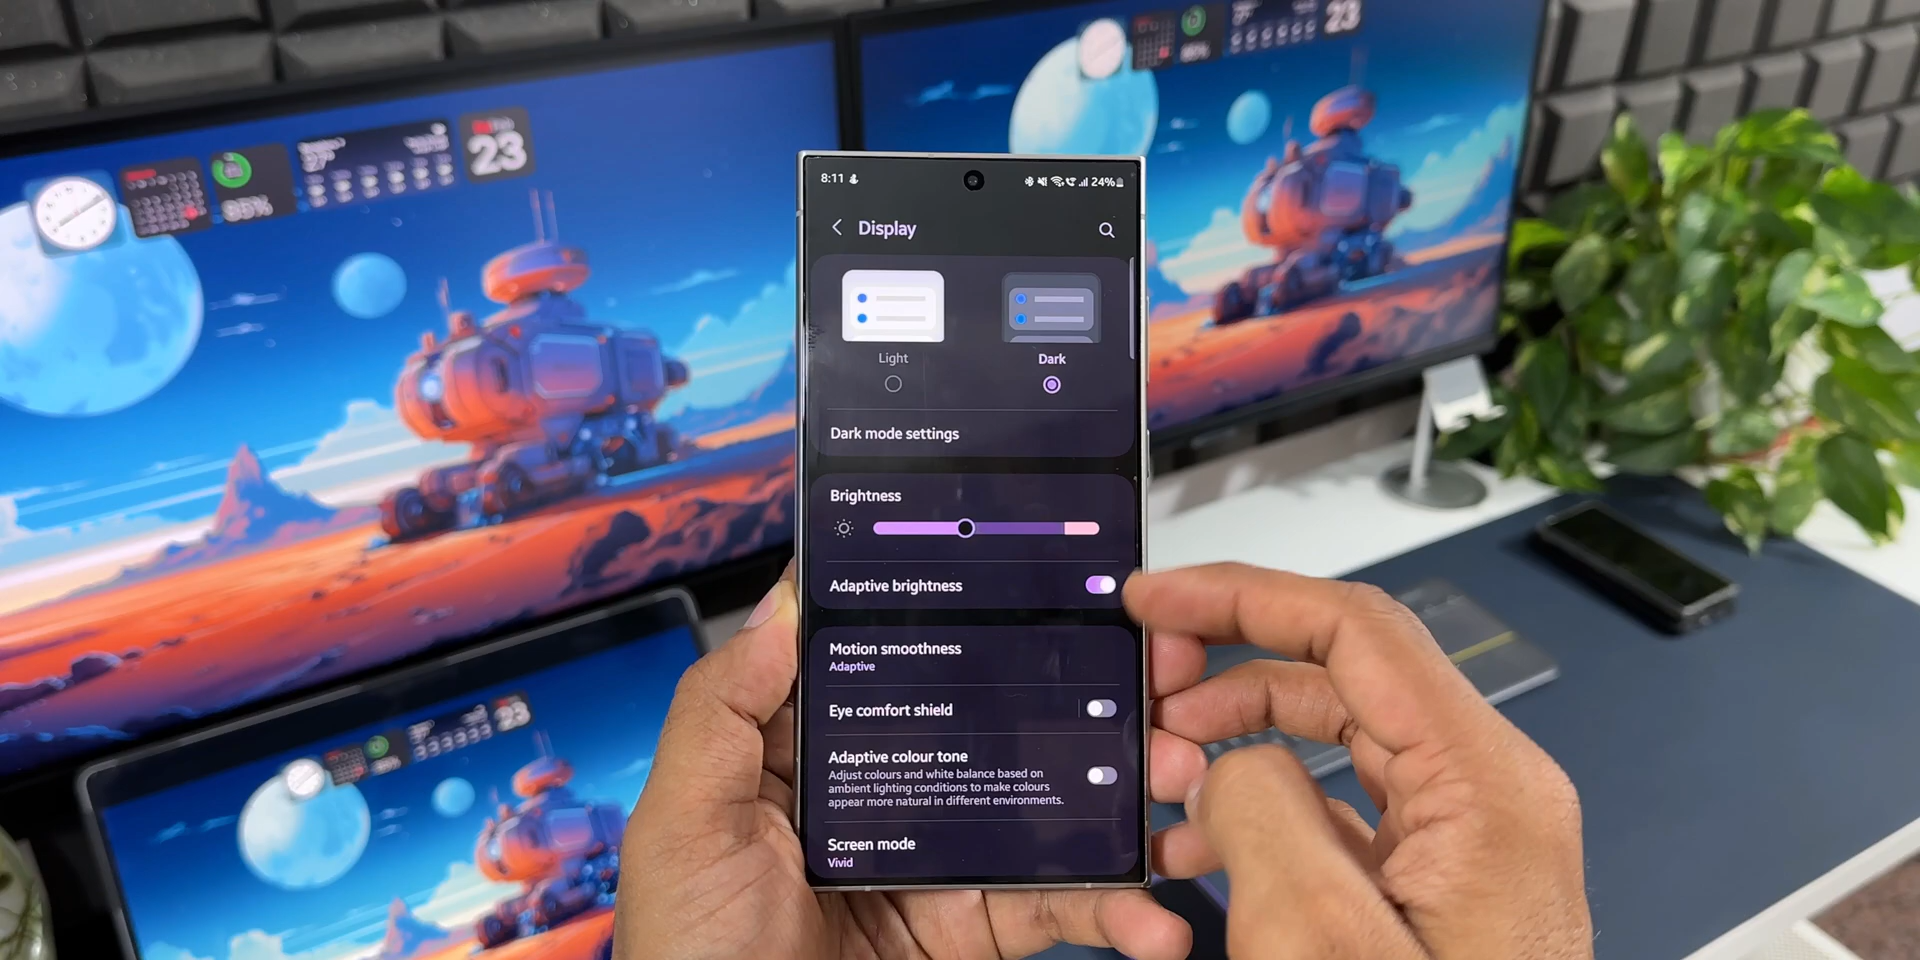 23
23
8:11
24%
Display
Light
Dark
Dark mode settings
Brightness
Adaptive brightness
Motion smoothness
Adaptive
Eye comfort shield
Adaptive colour tone
Adjust colours and white balance based on
ambient lighting conditions to make colours
appear more natural in different environments.
Screen mode
Vivid
23